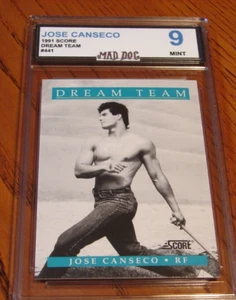 JOSE CANSECO
1991 SCORE
DREAM TEAM
#441
MAD DOG
9
MINT
DREAM TEAM
SCORE
JOSE CANSECO • RF